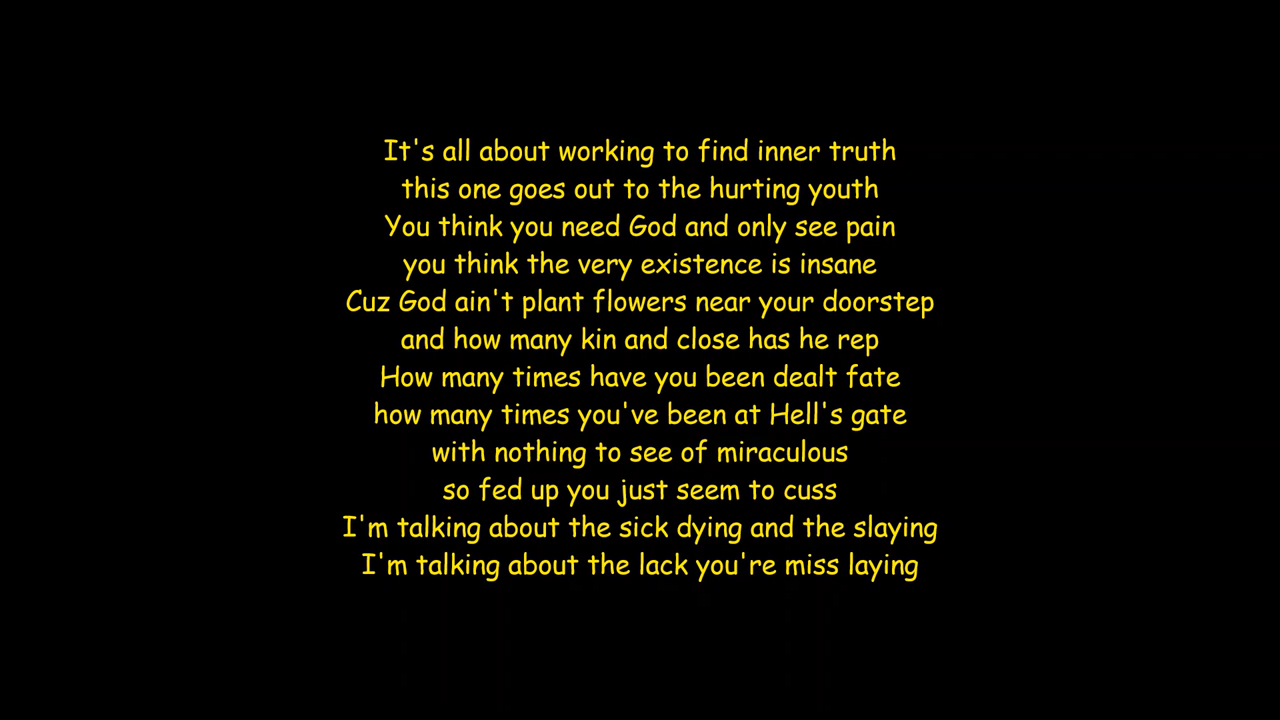 It's all about working to find inner truth
this one goes out to the hurting youth
You think you need God and only see pain
you think the very existence is insane
Cuz God ain't plant flowers near your doorstep
and how many kin and close has he rep
How many times have you been dealt fate
how many times you've been at Hell's gate
with nothing to see of miraculous
so fed up you just seem to cuss
I'm talking about the sick dying and the slaying
I'm talking about the lack you're miss laying